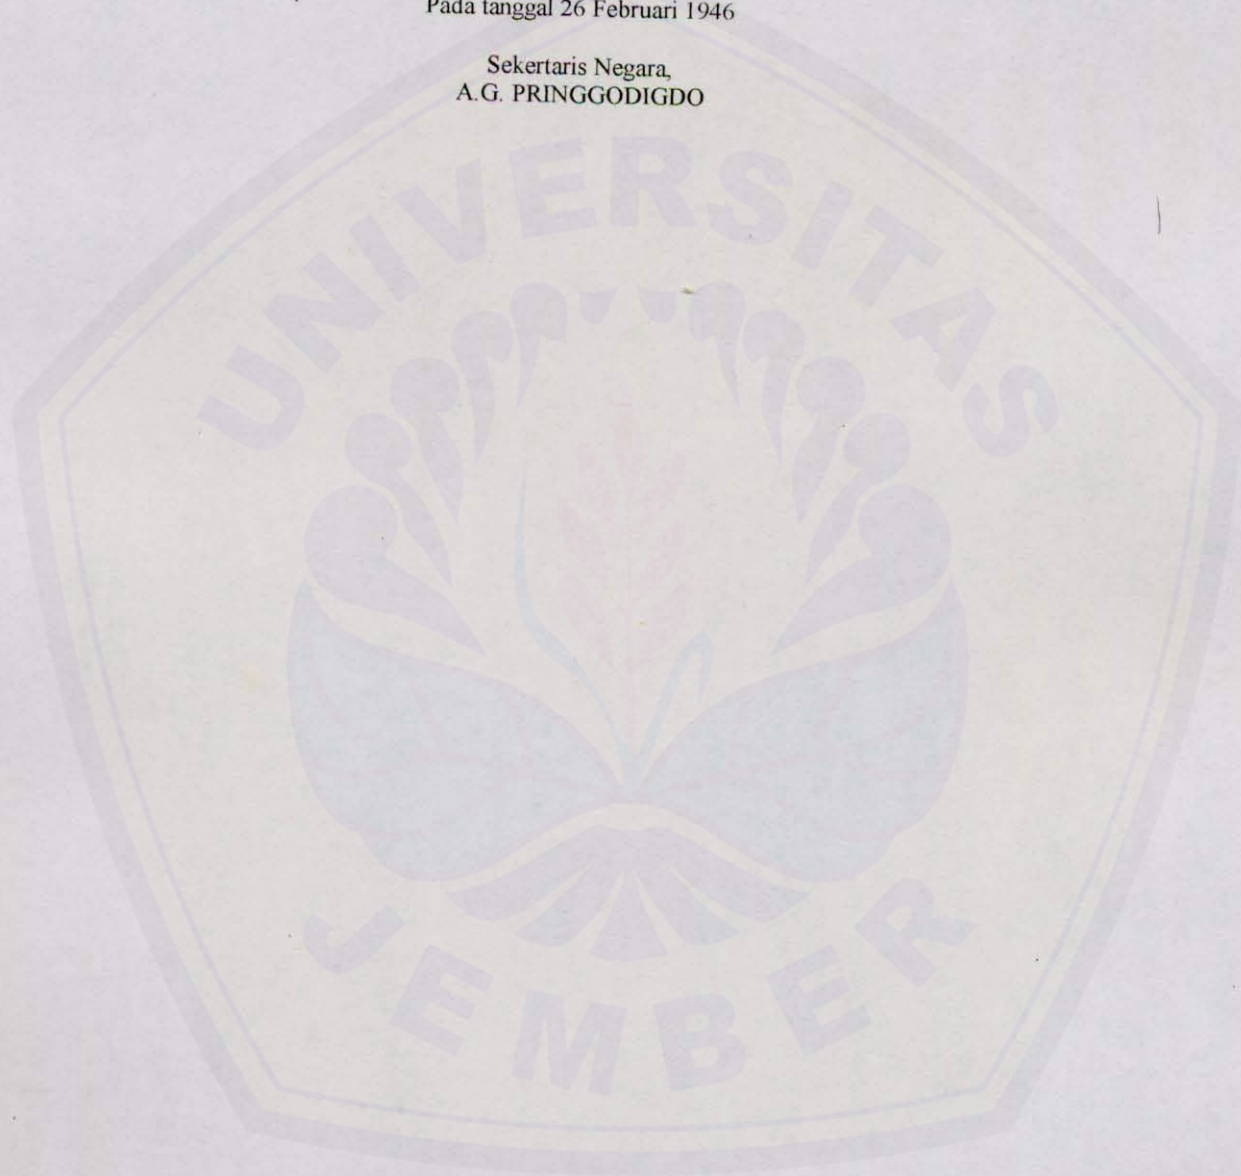 Pada tanggal 26 Februari 1946
Sekertaris Negara,
A.G. PRINGGODIGDO
UNIVERSITAS
JEMBER